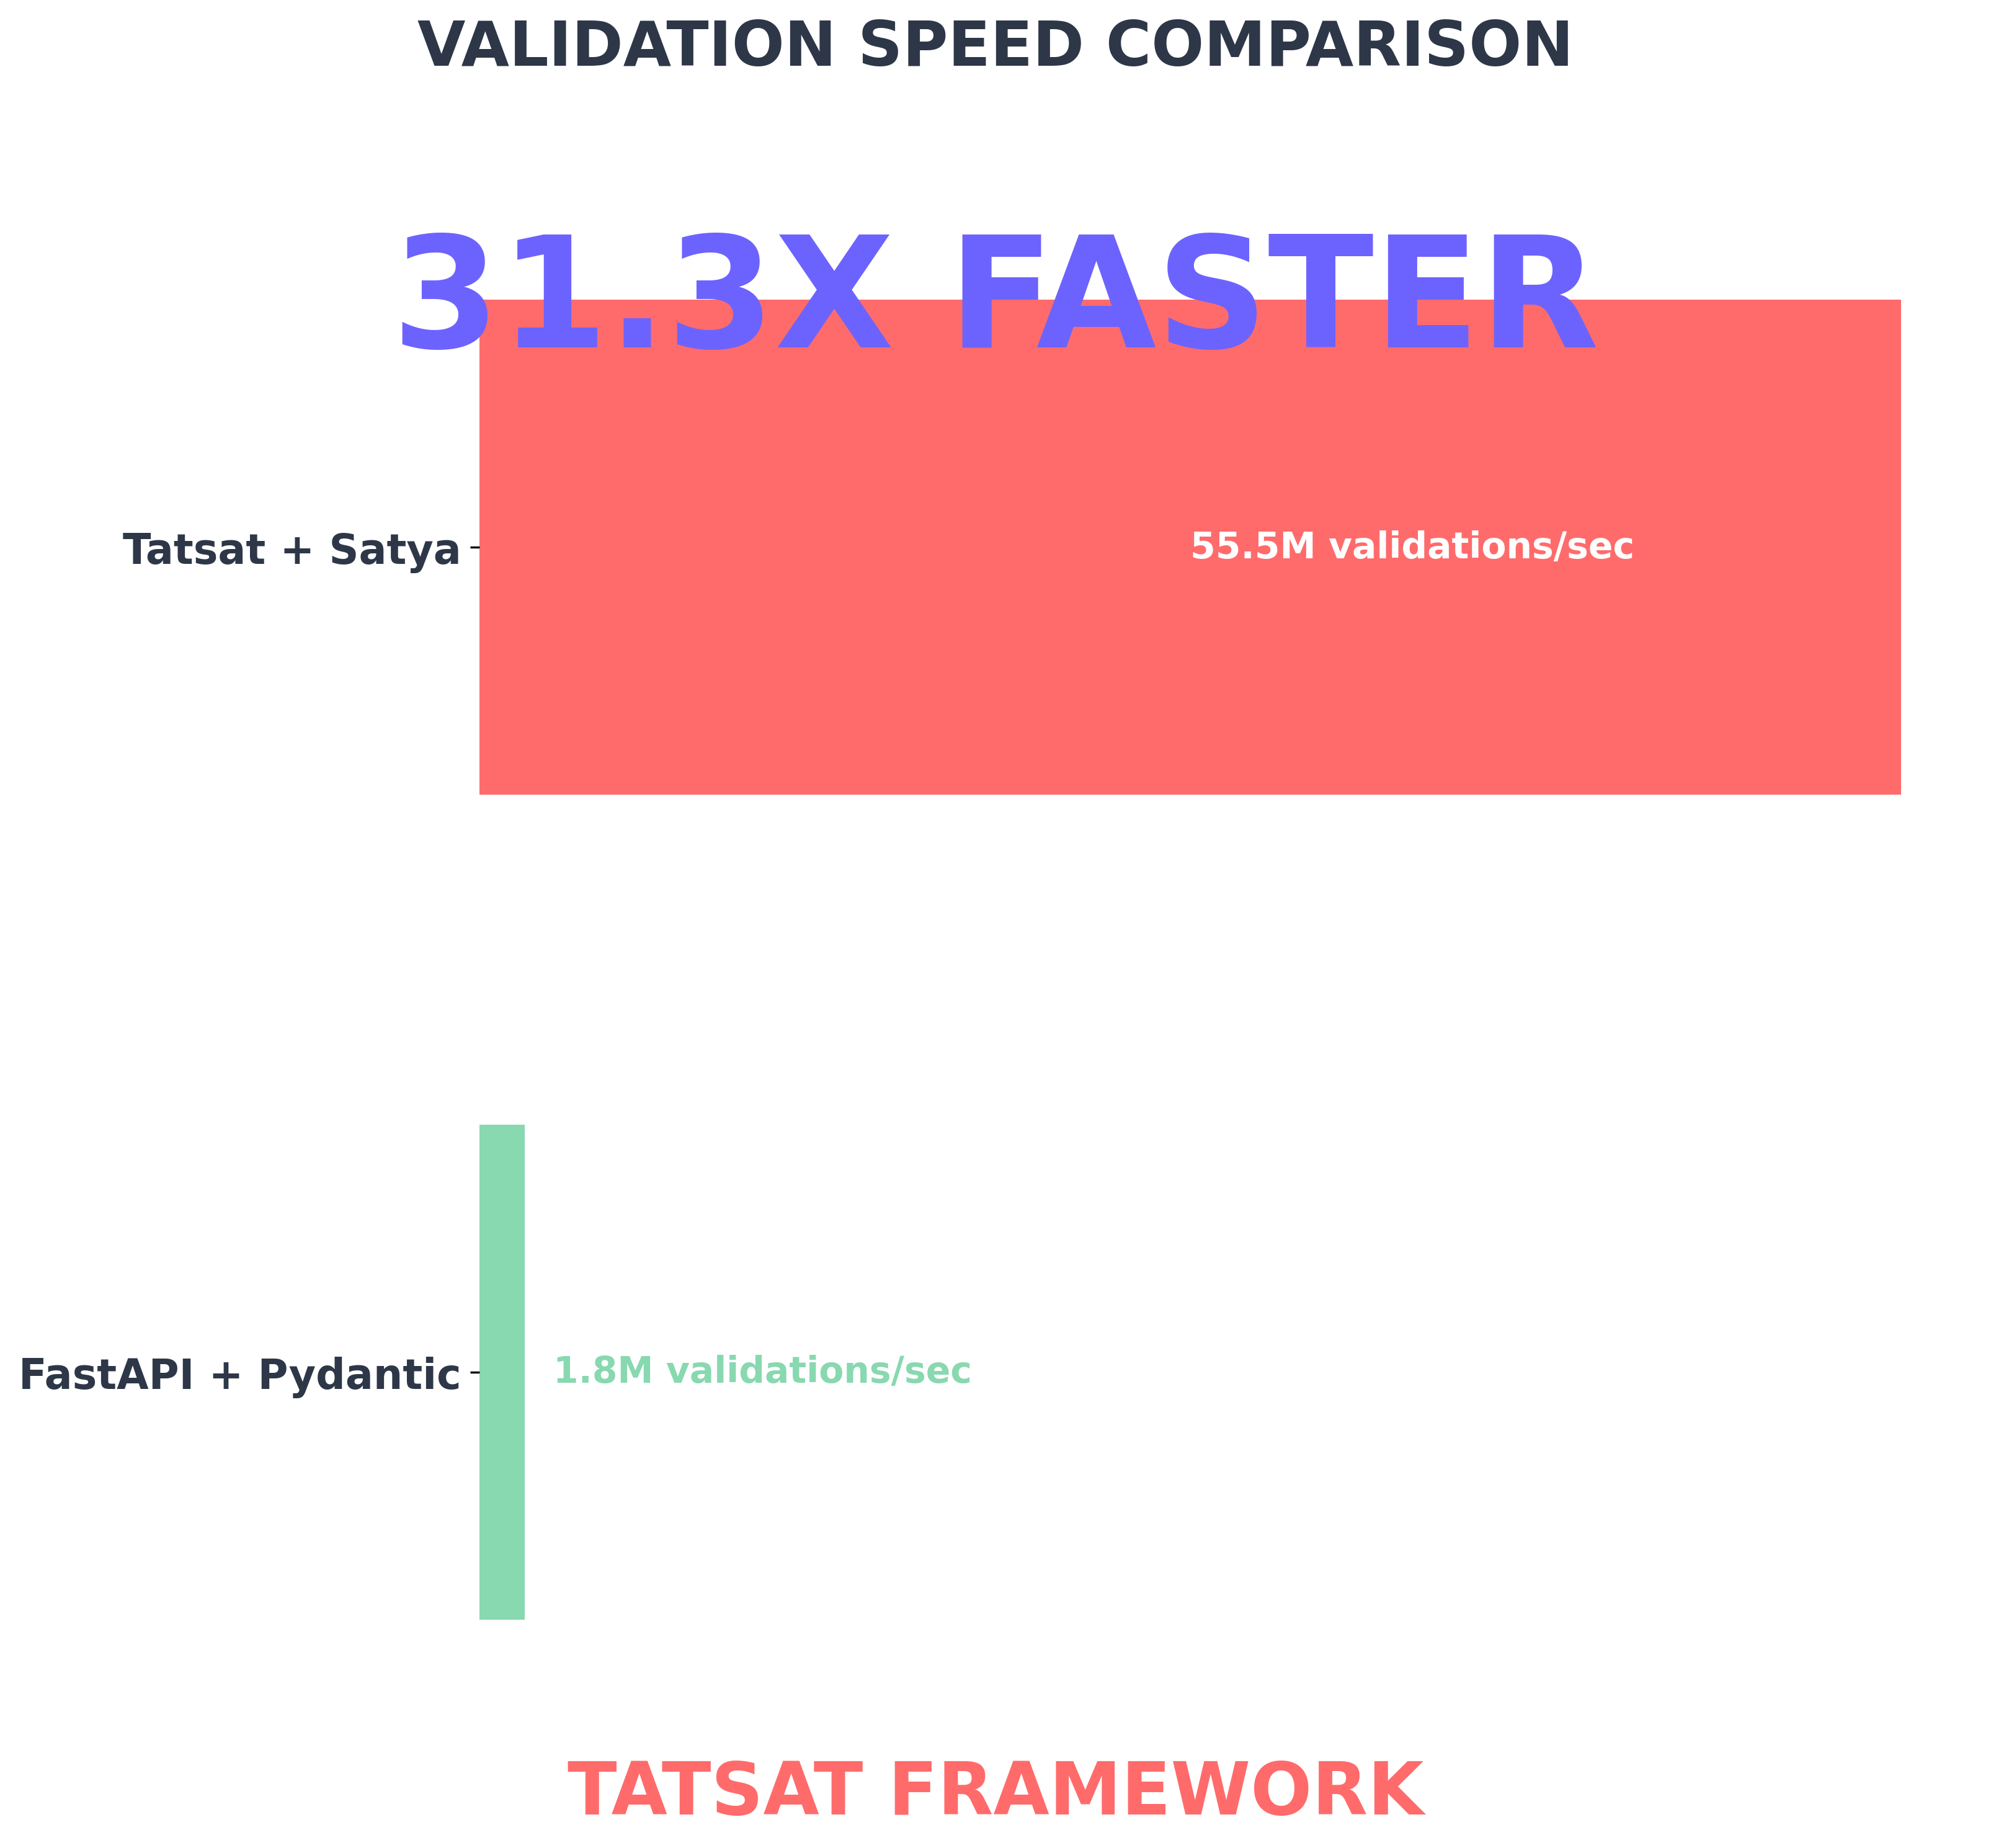 VALIDATION SPEED COMPARISON
31.3X FASTER
Tatsat + Satya
55.5M validations/sec
FastAPI + Pydantic
1.8M validations/sec
TATSAT FRAMEWORK